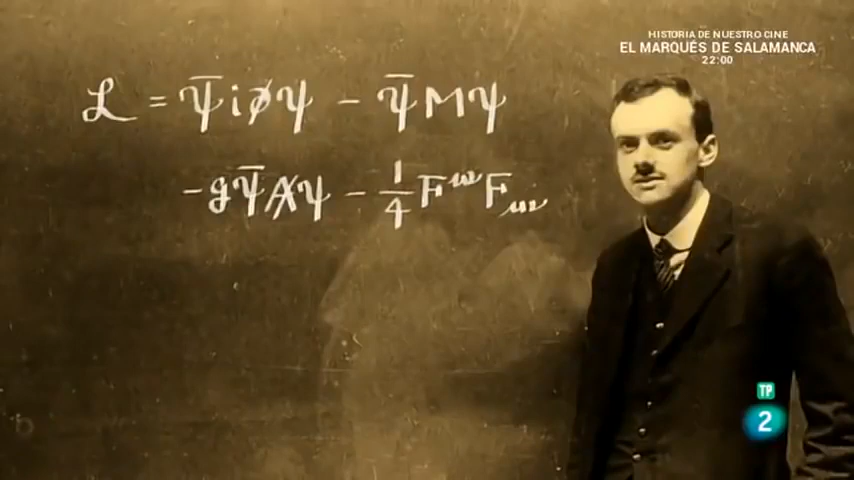 HISTORIA DE NUESTRO CINE
EL MARQUÉS DE SALAMANCA
22:00
ℒ = ψ̄ i∂̸ψ − ψ̄Mψ
− gψ̄A̸ψ − 1/4 F^μν F_μν
TP
2